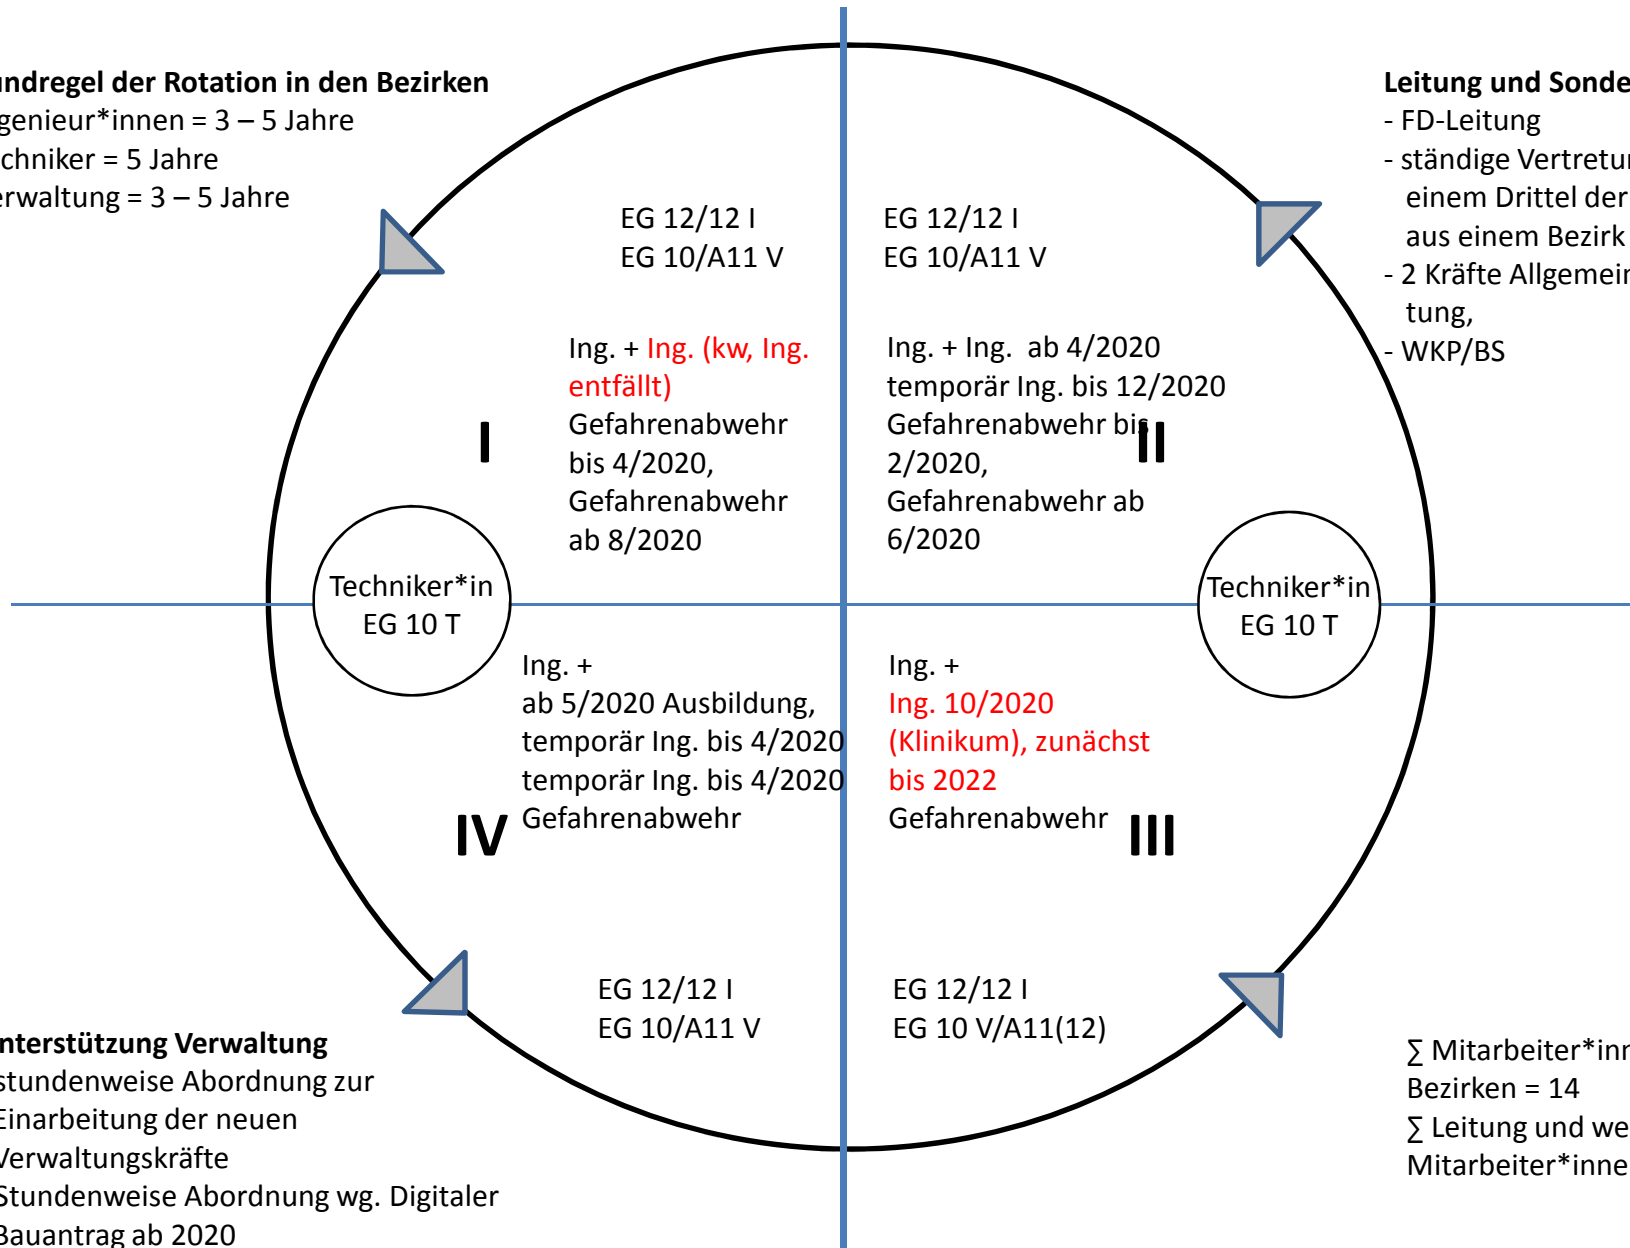 undregel der Rotation in den Bezirken
genieur*innen = 3 – 5 Jahre
chniker = 5 Jahre
erwaltung = 3 – 5 Jahre
Leitung und Sonde
- FD-Leitung
- ständige Vertretu
einem Drittel der
aus einem Bezirk
- 2 Kräfte Allgemein
tung,
- WKP/BS
EG 12/12 I
EG 10/A11 V
EG 12/12 I
EG 10/A11 V
Ing. + Ing. (kw, Ing.
entfällt)
Gefahrenabwehr
bis 4/2020,
Gefahrenabwehr
ab 8/2020
I
Ing. + Ing. ab 4/2020
temporär Ing. bis 12/2020
Gefahrenabwehr bis
2/2020,
Gefahrenabwehr ab
6/2020
II
Techniker*in
EG 10 T
Techniker*in
EG 10 T
Ing. +
ab 5/2020 Ausbildung,
temporär Ing. bis 4/2020
temporär Ing. bis 4/2020
Gefahrenabwehr
IV
Ing. +
Ing. 10/2020
(Klinikum), zunächst
bis 2022
Gefahrenabwehr
III
EG 12/12 I
EG 10/A11 V
EG 12/12 I
EG 10 V/A11(12)
nterstützung Verwaltung
stundenweise Abordnung zur
Einarbeitung der neuen
Verwaltungskräfte
Stundenweise Abordnung wg. Digitaler
Bauantrag ab 2020
∑ Mitarbeiter*inn
Bezirken = 14
∑ Leitung und we
Mitarbeiter*inne